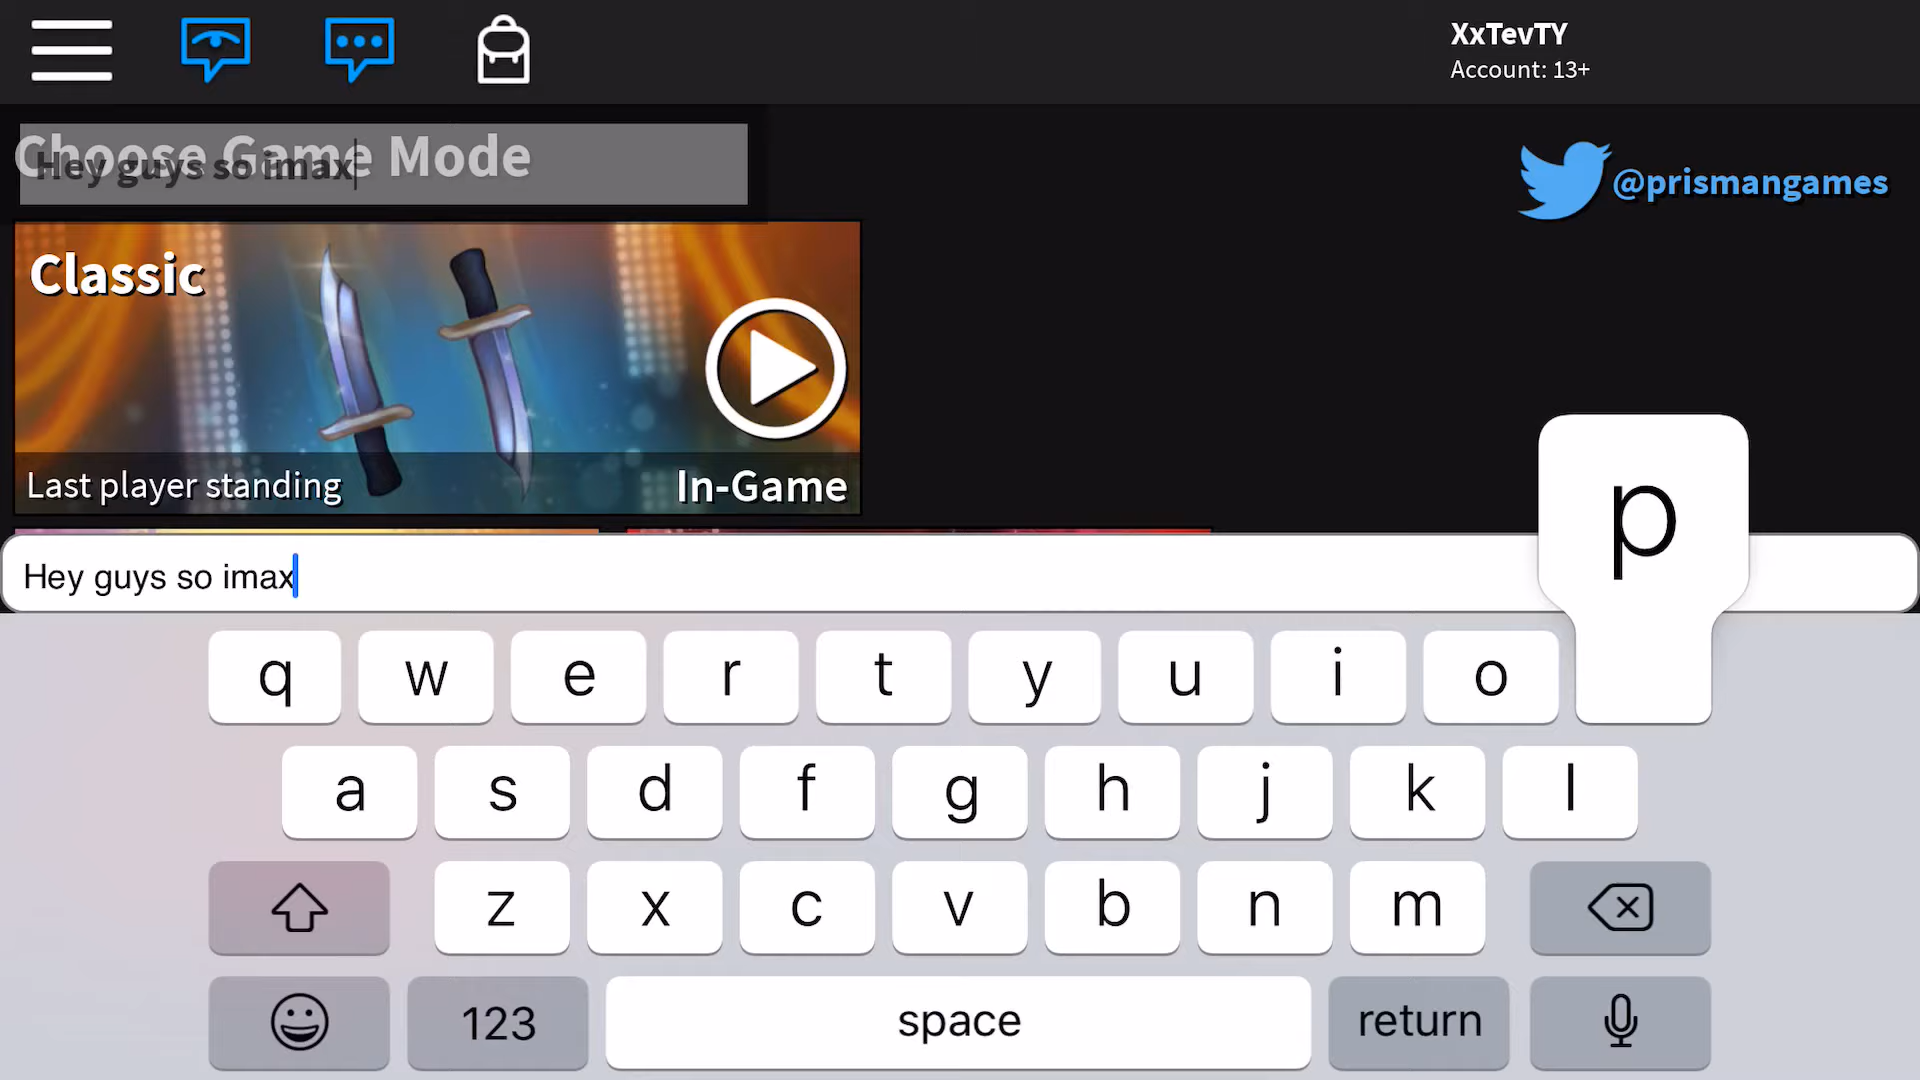 XxTevTY
Account: 13+
Choose Game Mode
Hey guys so imax
@prismangames
Classic
Last player standing
In-Game
Hey guys so imax
p
q w e r t y u i o
a s d f g h j k l
z x c v b n m
123 space return